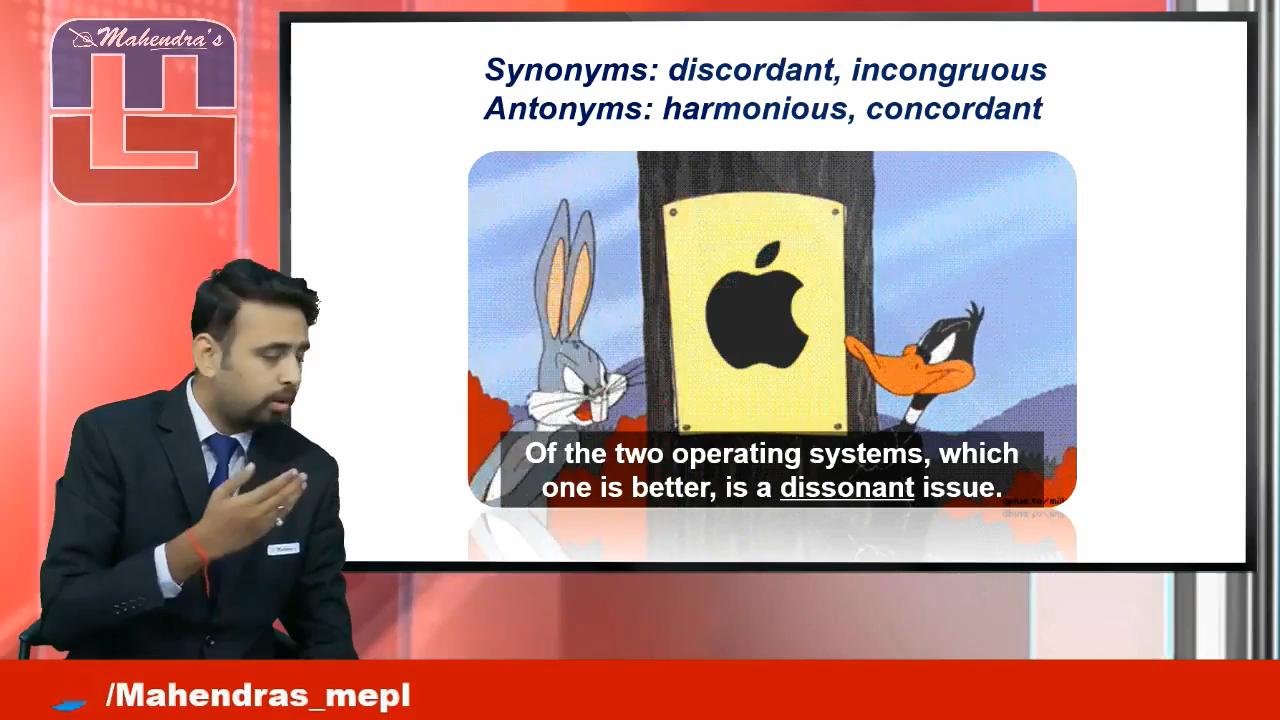 Mahendra's
Synonyms: discordant, incongruous
Antonyms: harmonious, concordant
Of the two operating systems, which
one is better, is a dissonant issue.
/Mahendras_mepl